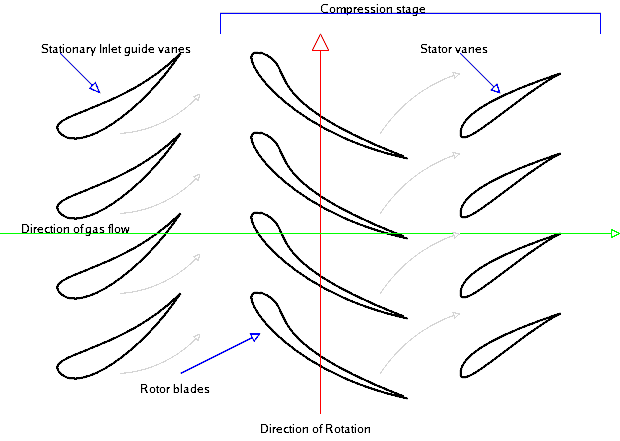 Compression stage
Stationary Inlet guide vanes
Stator vanes
Direction of gas flow
Rotor blades
Direction of Rotation